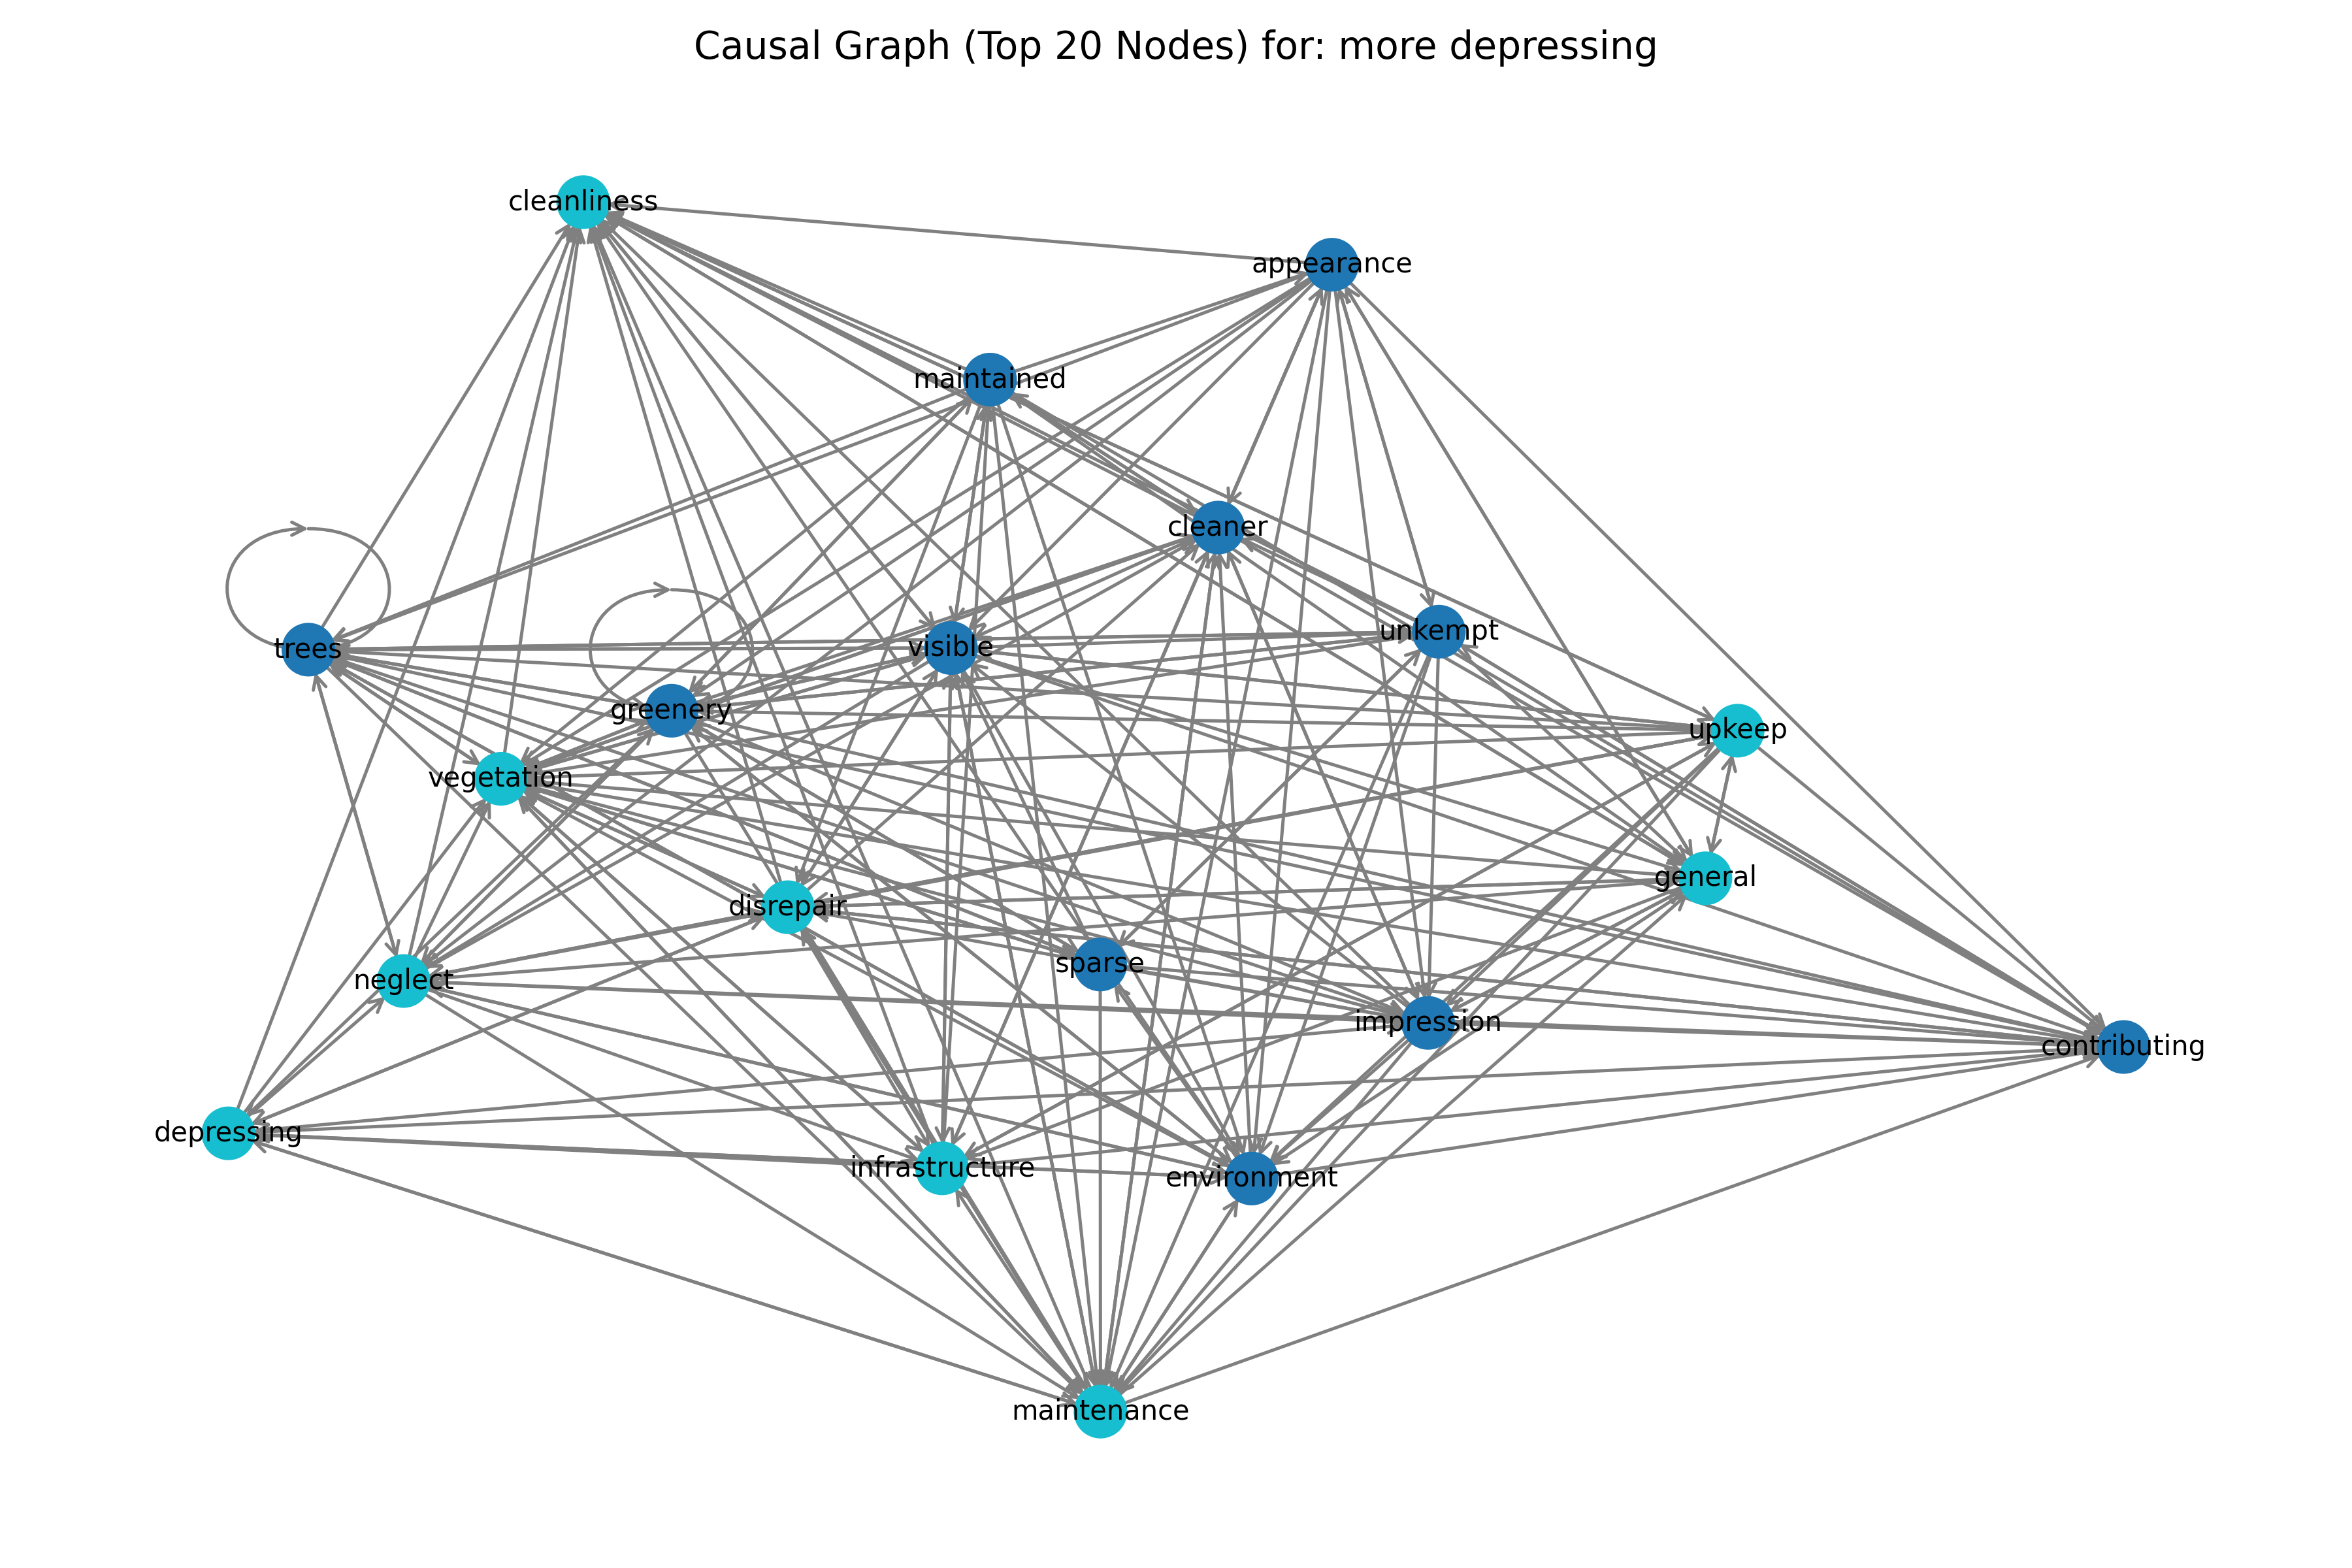 Causal Graph (Top 20 Nodes) for: more depressing
cleanliness
appearance
maintained
cleaner
unkempt
visible
trees
greenery
upkeep
vegetation
general
disrepair
sparse
neglect
impression
contributing
depressing
infrastructure
environment
maintenance